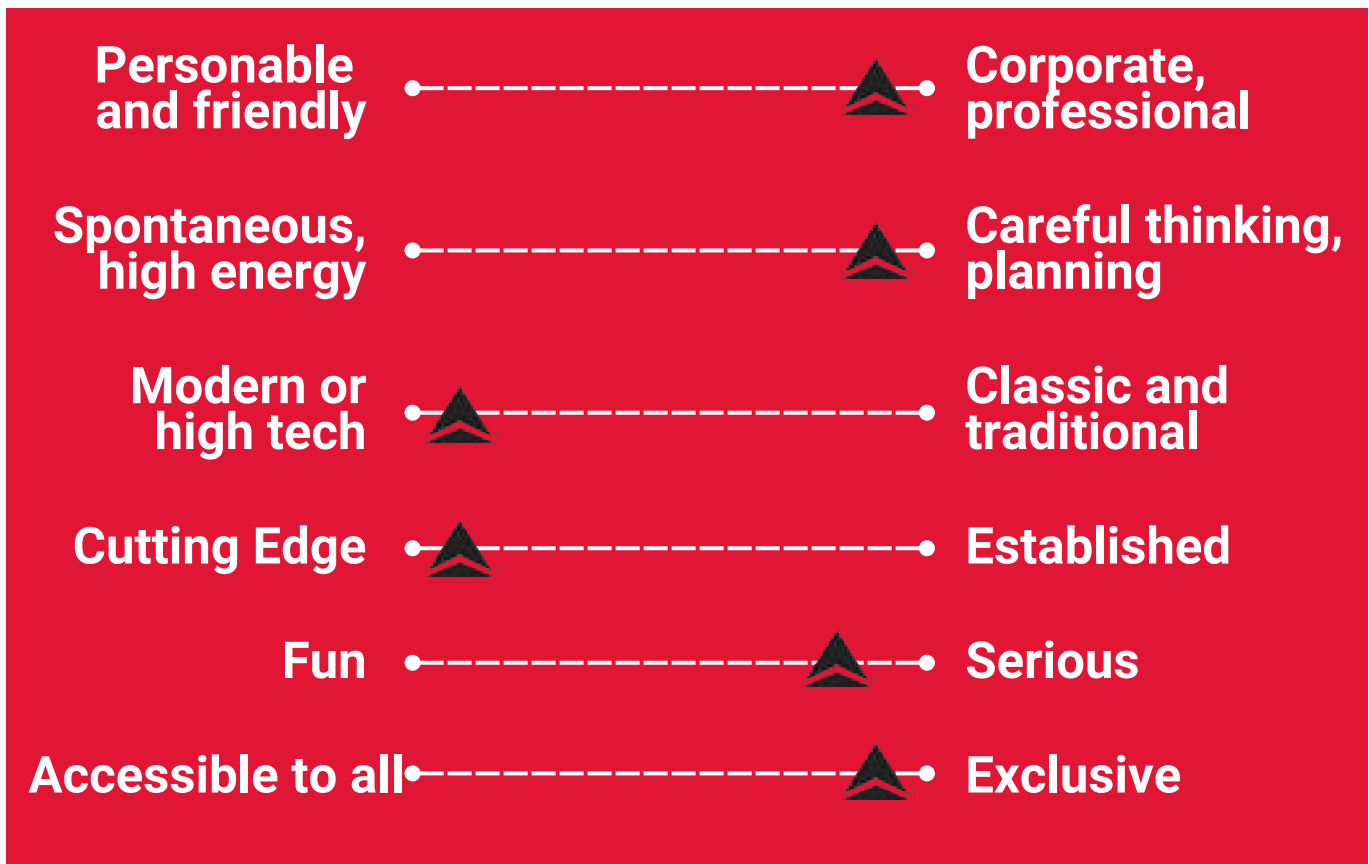 Personable
and friendly
Corporate,
professional
Spontaneous,
high energy
Careful thinking,
planning
Modern or
high tech
Classic and
traditional
Cutting Edge
Established
Fun
Serious
Accessible to all
Exclusive